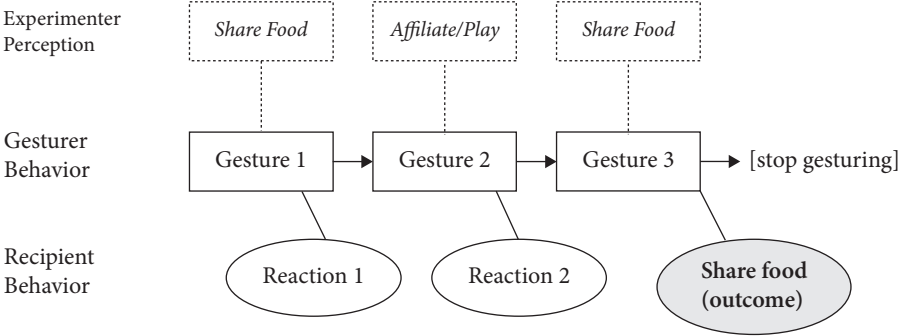 Experimenter
Perception
Share Food
Affiliate/Play
Share Food
Gesturer
Behavior
Gesture 1
Gesture 2
Gesture 3
[stop gesturing]
Recipient
Behavior
Reaction 1
Reaction 2
Share food
(outcome)